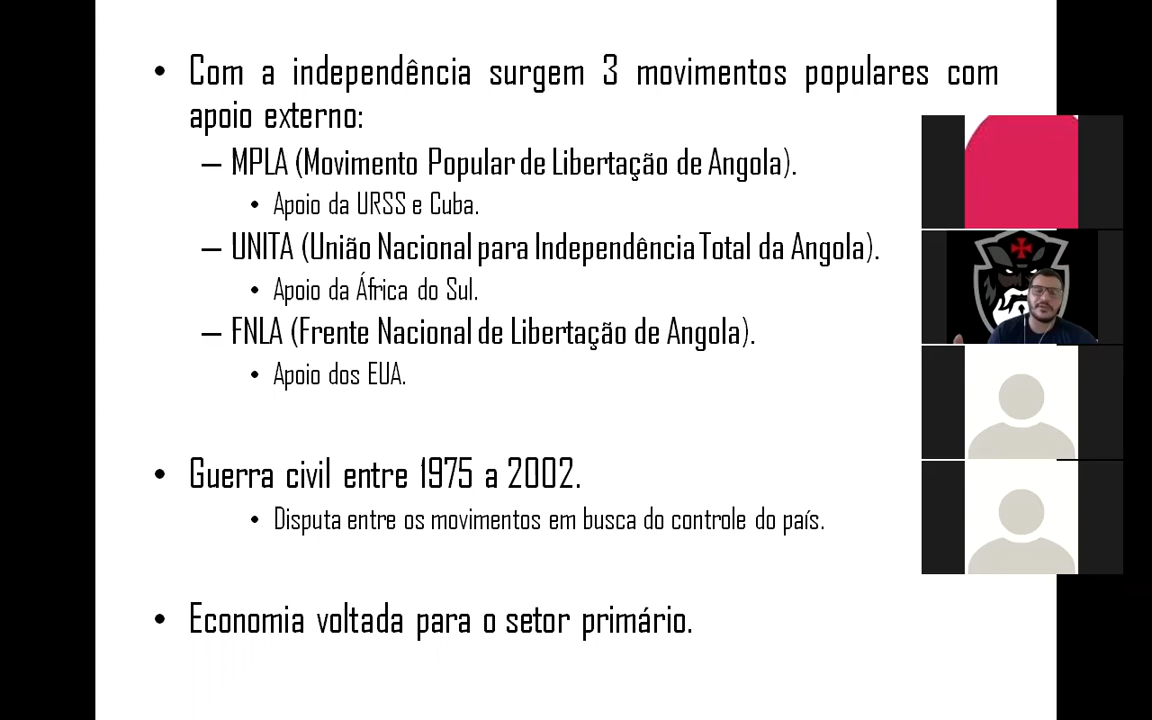 • Com a independência surgem 3 movimentos populares com
apoio externo:
– MPLA (Movimento Popular de Libertação de Angola).
• Apoio da URSS e Cuba.
– UNITA (União Nacional para Independência Total da Angola).
• Apoio da África do Sul.
– FNLA (Frente Nacional de Libertação de Angola).
• Apoio dos EUA.
• Guerra civil entre 1975 a 2002.
• Disputa entre os movimentos em busca do controle do país.
• Economia voltada para o setor primário.